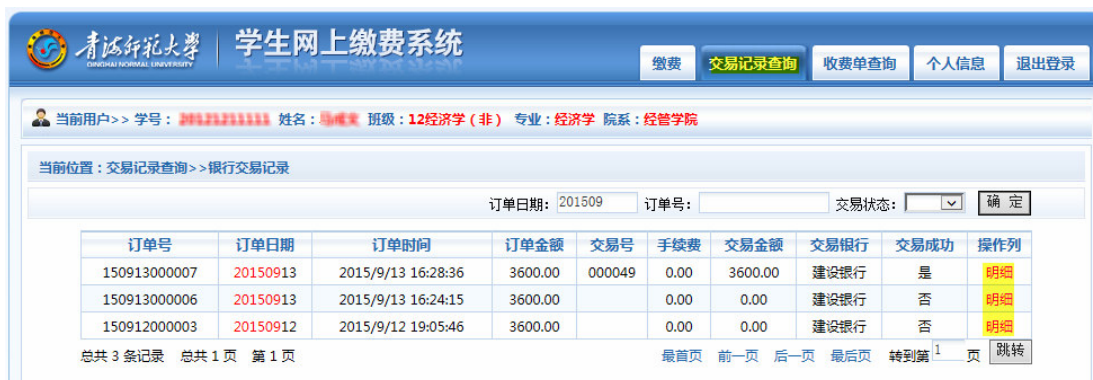 青海师范大学 学生网上缴费系统
QINGHAI NORMAL UNIVERSITY
缴费 交易记录查询 收费单查询 个人信息 退出登录
当前用户>> 学号： 姓名： 班级：12经济学（非） 专业：经济学 院系：经管学院
当前位置：交易记录查询>>银行交易记录
订单日期: 201509 订单号: 交易状态: 确 定
订单号 订单日期 订单时间 订单金额 交易号 手续费 交易金额 交易银行 交易成功 操作列
150913000007 20150913 2015/9/13 16:28:36 3600.00 000049 0.00 3600.00 建设银行 是 明细
150913000006 20150913 2015/9/13 16:24:15 3600.00 0.00 0.00 建设银行 否 明细
150912000003 20150912 2015/9/12 19:05:46 3600.00 0.00 0.00 建设银行 否 明细
总共 3 条记录 总共 1 页 第 1 页 最首页 前一页 后一页 最后页 转到第 1 页 跳转